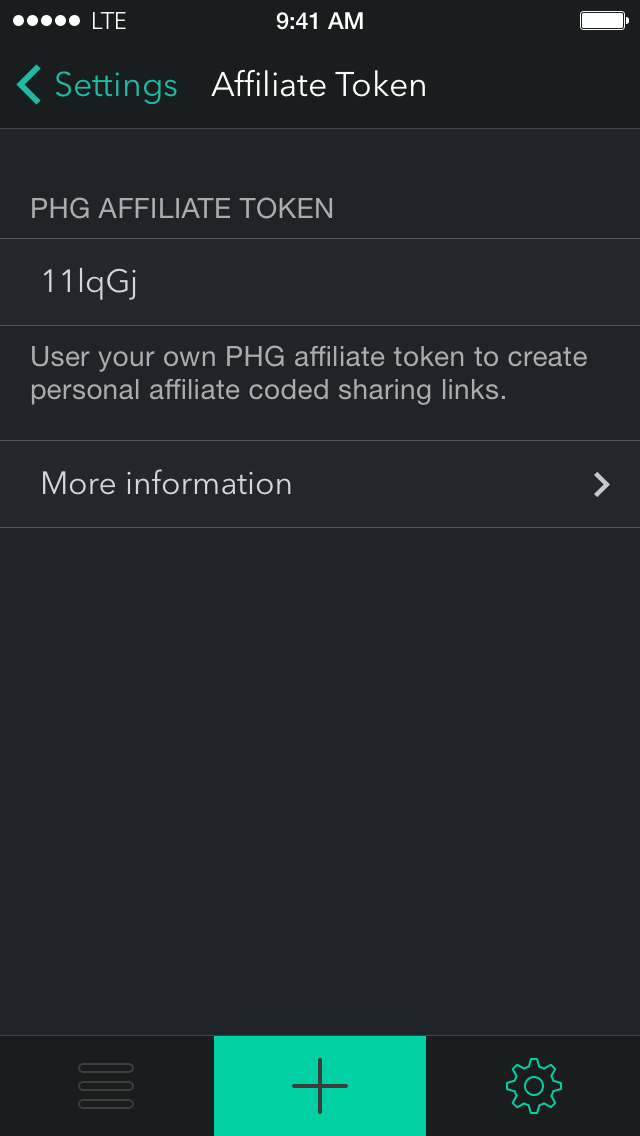 LTE 9:41 AM
Settings Affiliate Token
PHG AFFILIATE TOKEN
11lqGj
User your own PHG affiliate token to create
personal affiliate coded sharing links.
More information